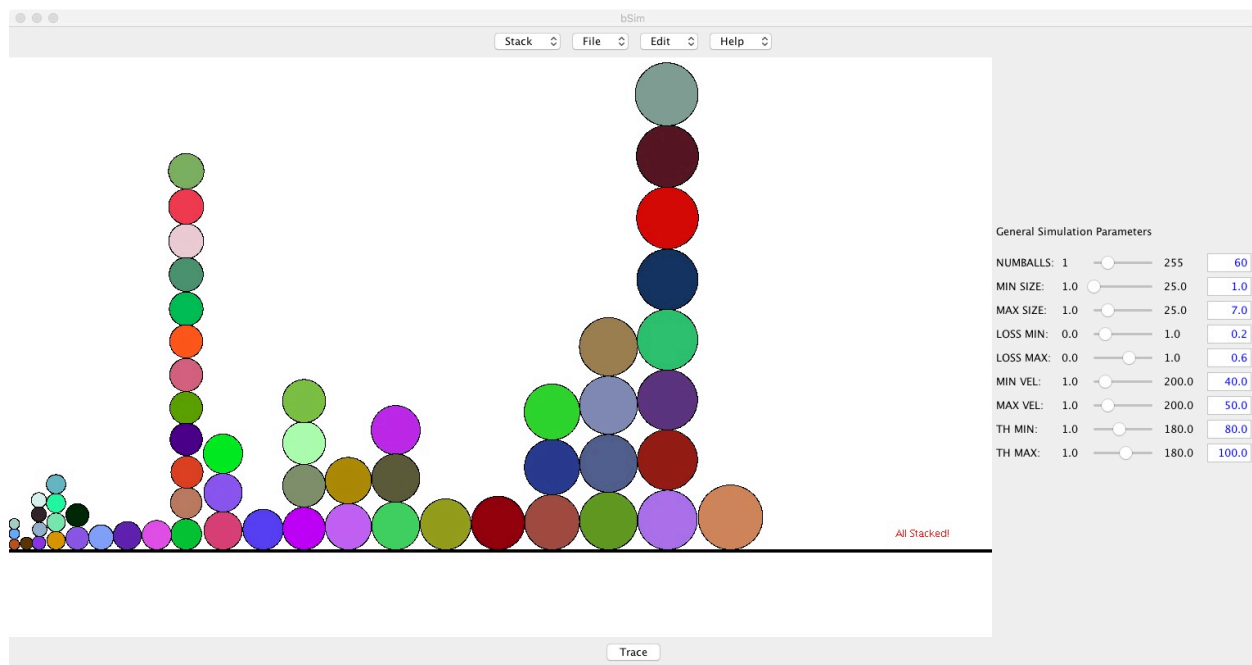 bSim
Stack File Edit Help
General Simulation Parameters
NUMBALLS: 1 255 60
MIN SIZE: 1.0 25.0 1.0
MAX SIZE: 1.0 25.0 7.0
LOSS MIN: 0.0 1.0 0.2
LOSS MAX: 0.0 1.0 0.6
MIN VEL: 1.0 200.0 40.0
MAX VEL: 1.0 200.0 50.0
TH MIN: 1.0 180.0 80.0
TH MAX: 1.0 180.0 100.0
All Stacked!
Trace